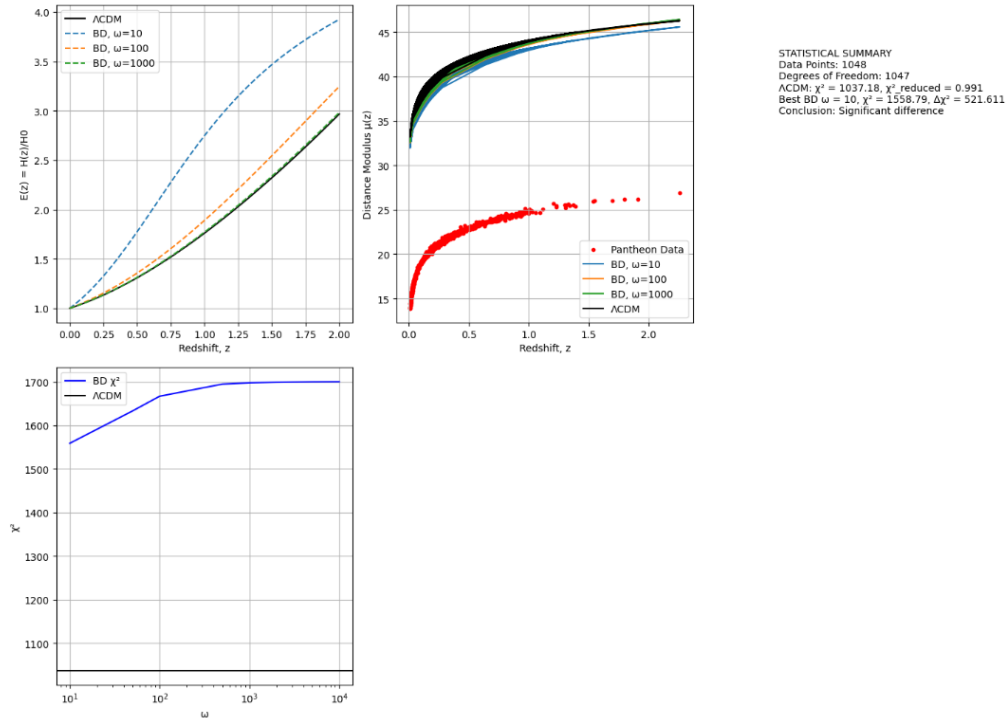 4.0
3.5
3.0
2.5
2.0
1.5
1.0
E(z) = H(z)/H0
ΛCDM
BD, ω=10
BD, ω=100
BD, ω=1000
0.00 0.25 0.50 0.75 1.00 1.25 1.50 1.75 2.00
Redshift, z
45
40
35
30
25
20
15
Distance Modulus μ(z)
Pantheon Data
BD, ω=10
BD, ω=100
BD, ω=1000
ΛCDM
0.0 0.5 1.0 1.5 2.0
Redshift, z
STATISTICAL SUMMARY
Data Points: 1048
Degrees of Freedom: 1047
ΛCDM: χ² = 1037.18, χ²_reduced = 0.991
Best BD ω = 10, χ² = 1558.79, Δχ² = 521.611
Conclusion: Significant difference
1700
1600
1500
1400
1300
1200
1100
χ²
BD χ²
ΛCDM
10¹ 10² 10³ 10⁴
ω